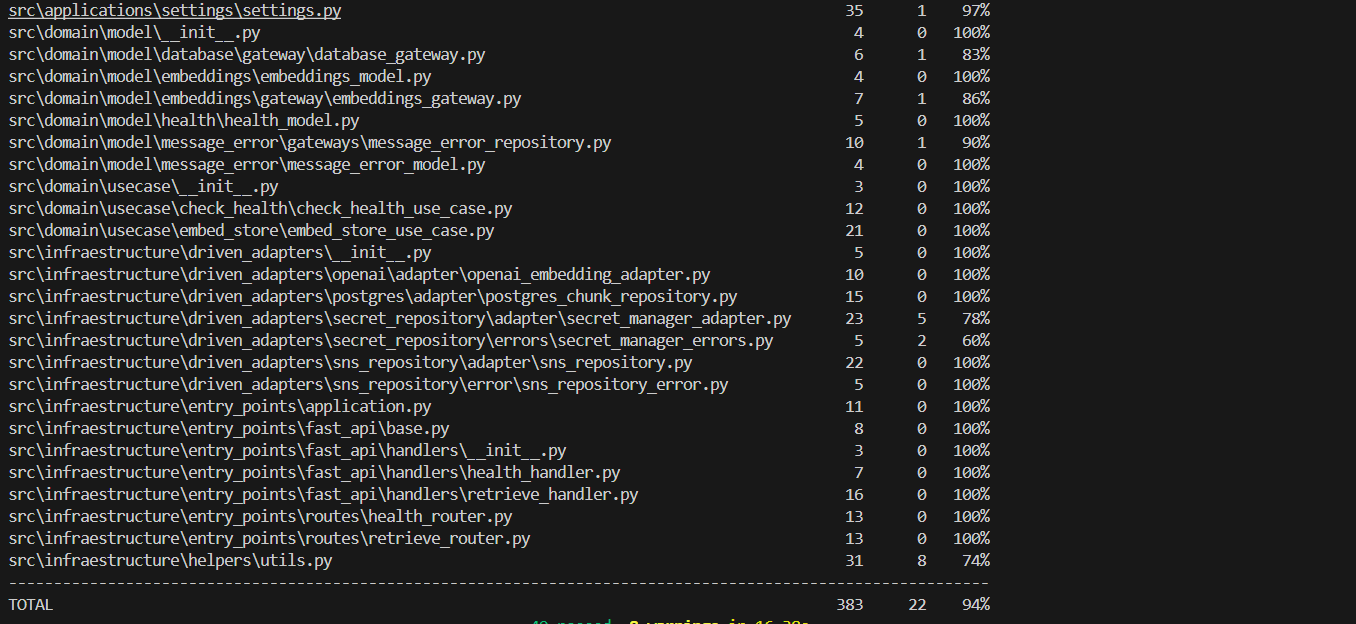 src\applications\settings\settings.py 35 1 97%
src\domain\model\__init__.py 4 0 100%
src\domain\model\database\gateway\database_gateway.py 6 1 83%
src\domain\model\embeddings\embeddings_model.py 4 0 100%
src\domain\model\embeddings\gateway\embeddings_gateway.py 7 1 86%
src\domain\model\health\health_model.py 5 0 100%
src\domain\model\message_error\gateways\message_error_repository.py 10 1 90%
src\domain\model\message_error\message_error_model.py 4 0 100%
src\domain\usecase\__init__.py 3 0 100%
src\domain\usecase\check_health\check_health_use_case.py 12 0 100%
src\domain\usecase\embed_store\embed_store_use_case.py 21 0 100%
src\infraestructure\driven_adapters\__init__.py 5 0 100%
src\infraestructure\driven_adapters\openai\adapter\openai_embedding_adapter.py 10 0 100%
src\infraestructure\driven_adapters\postgres\adapter\postgres_chunk_repository.py 15 0 100%
src\infraestructure\driven_adapters\secret_repository\adapter\secret_manager_adapter.py 23 5 78%
src\infraestructure\driven_adapters\secret_repository\errors\secret_manager_errors.py 5 2 60%
src\infraestructure\driven_adapters\sns_repository\adapter\sns_repository.py 22 0 100%
src\infraestructure\driven_adapters\sns_repository\error\sns_repository_error.py 5 0 100%
src\infraestructure\entry_points\application.py 11 0 100%
src\infraestructure\entry_points\fast_api\base.py 8 0 100%
src\infraestructure\entry_points\fast_api\handlers\__init__.py 3 0 100%
src\infraestructure\entry_points\fast_api\handlers\health_handler.py 7 0 100%
src\infraestructure\entry_points\fast_api\handlers\retrieve_handler.py 16 0 100%
src\infraestructure\entry_points\routes\health_router.py 13 0 100%
src\infraestructure\entry_points\routes\retrieve_router.py 13 0 100%
src\infraestructure\helpers\utils.py 31 8 74%
TOTAL 383 22 94%
passed, warnings in